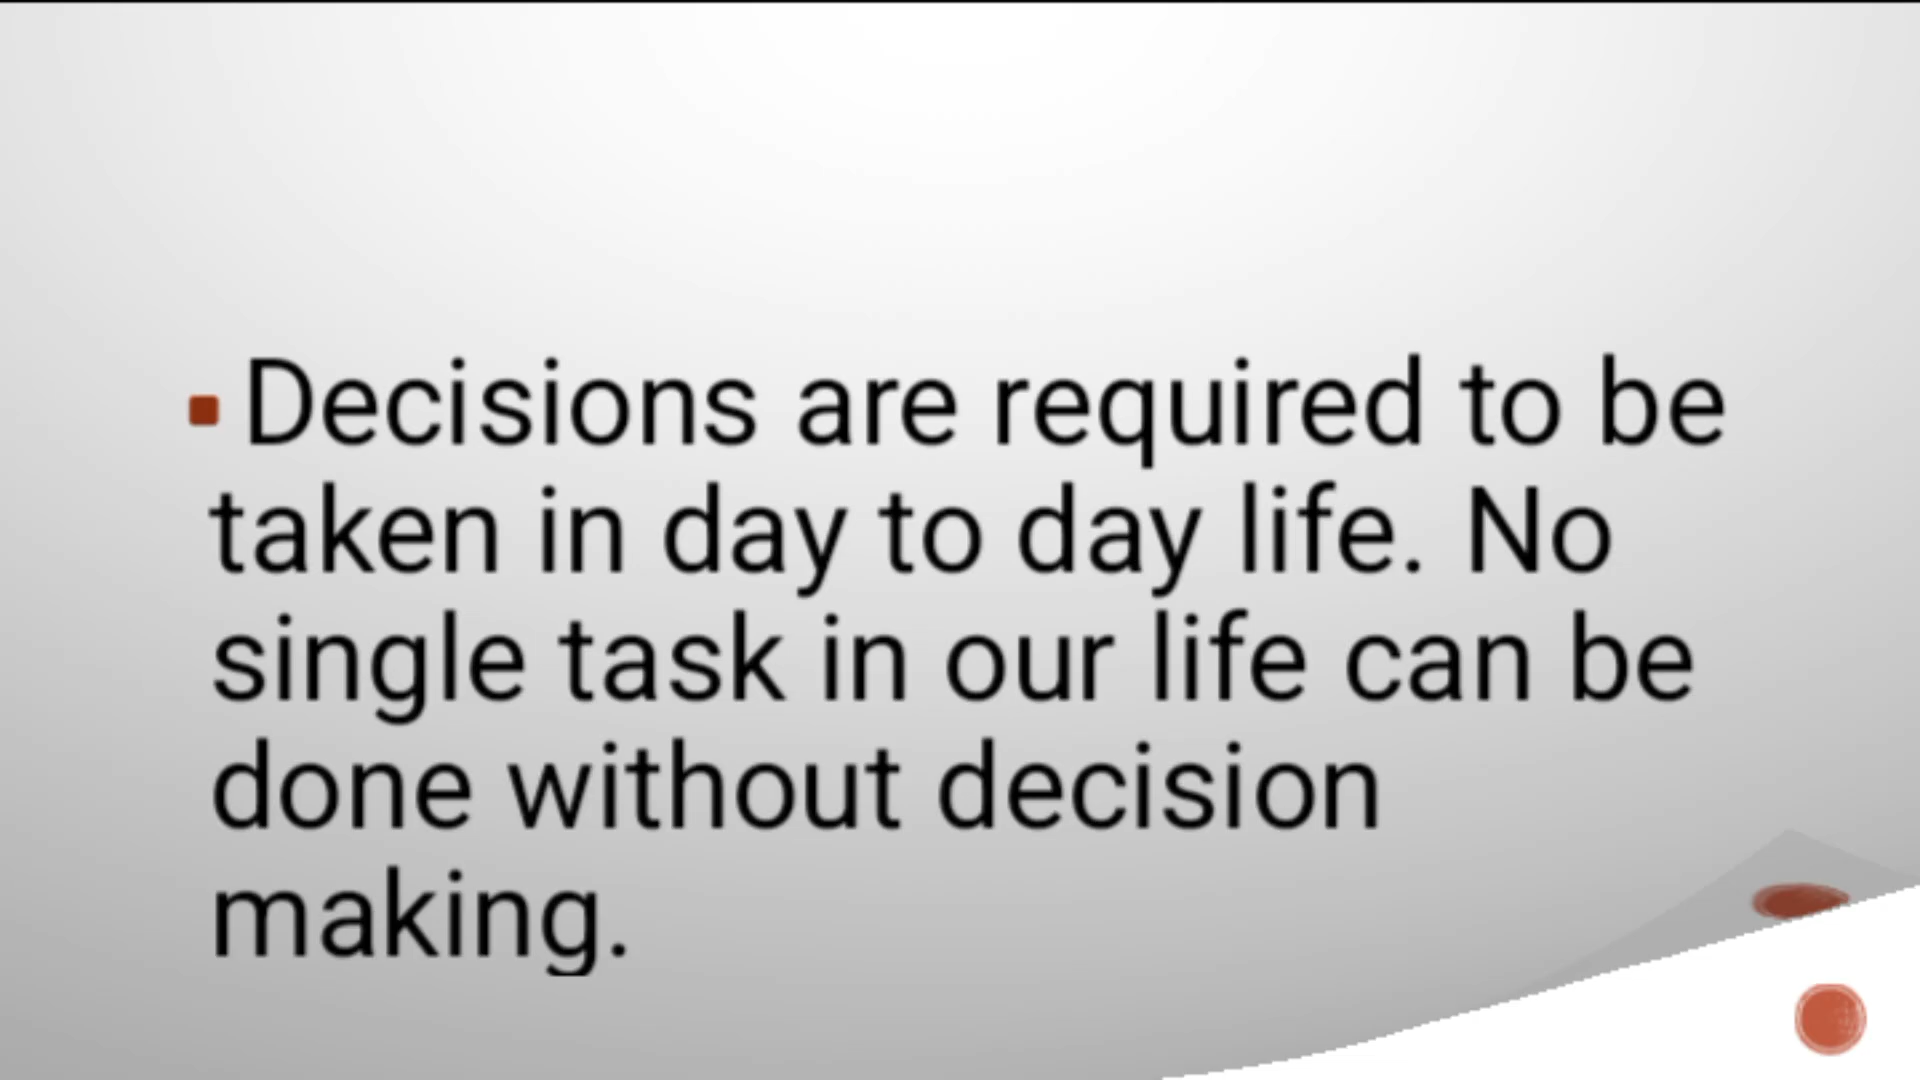 Decisions are required to be
taken in day to day life. No
single task in our life can be
done without decision
making.